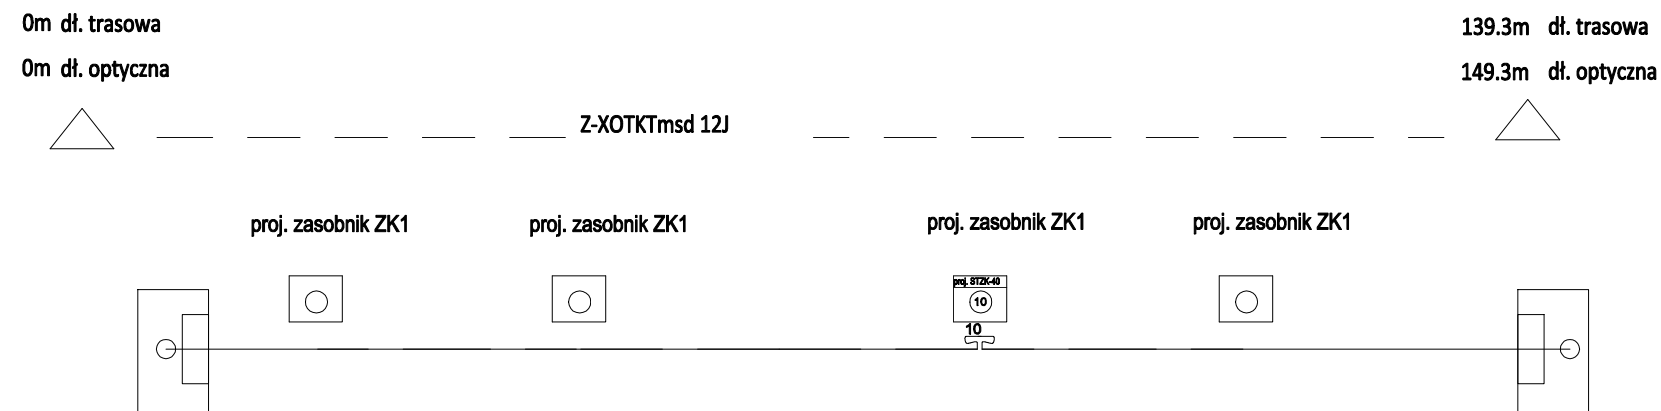 0m dł. trasowa
139.3m dł. trasowa
0m dł. optyczna
149.3m dł. optyczna
Z-XOTKTmsd 12J
proj. zasobnik ZK1
proj. zasobnik ZK1
proj. zasobnik ZK1
proj. zasobnik ZK1
proj. STZK-40
10
10